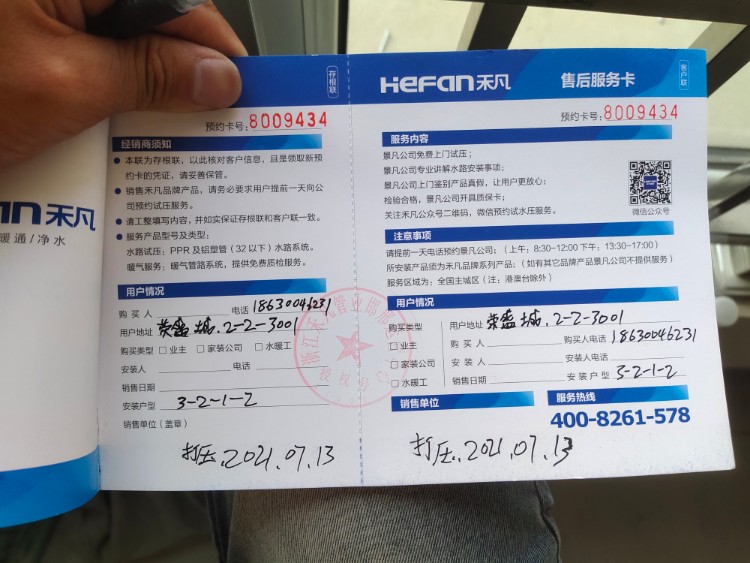 anп禾凡
暖通/净水
存根联
预约卡号:8009434
经销商须知
● 本联为存根联，以此核对客户信息，且是领取新预
约卡的凭证，请妥善保管。
● 销售禾凡品牌产品，请务必要求用户提前一天向公
司预约试压服务。
● 请工整填写内容，并如实保证存根联和客户联一致。
● 服务产品型号及类型：
水路试压：PPR及铝塑管（32以下）水路系统。
暖气服务：暖气管路系统，提供免费质检服务。
用户情况
购 买 人 电话 18630046231
用户地址 荣盛城.2-2-3001
购买类型 □ 业主 □ 家装公司 □ 水暖工
安装人 电话
销售日期
安装户型 3-2-1-2
销售单位（盖章）
打压.2021.07.13
HeFan禾凡 售后服务卡
客户联
预约卡号:8009434
服务内容
景凡公司免费上门试压；
景凡公司专业讲解水路安装事项；
景凡公司上门鉴别产品真假，让用户更放心；
检验合格，景凡公司开具质保卡；
关注禾凡公众号二维码，微信预约试水压服务。
微信公众号
注意事项
请提前一天电话预约景凡公司；（上午：8:30-12:00 下午：13:30-17:00）
所安装产品须为禾凡品牌系列产品；（如有其它品牌产品景凡公司不提供服务）
服务区域为：全国主城区（注：港澳台除外）
用户情况
购买类型 用户地址 荣盛城.2-2-3001
□ 业主 购 买 人 购买人电话 18630046231
□ 家装公司 安 装 人 安装人电话
□ 水暖工 销售日期 安 装 户 型 3-2-1-2
销售单位 服务热线
400-8261-578
打压.2021.07.13